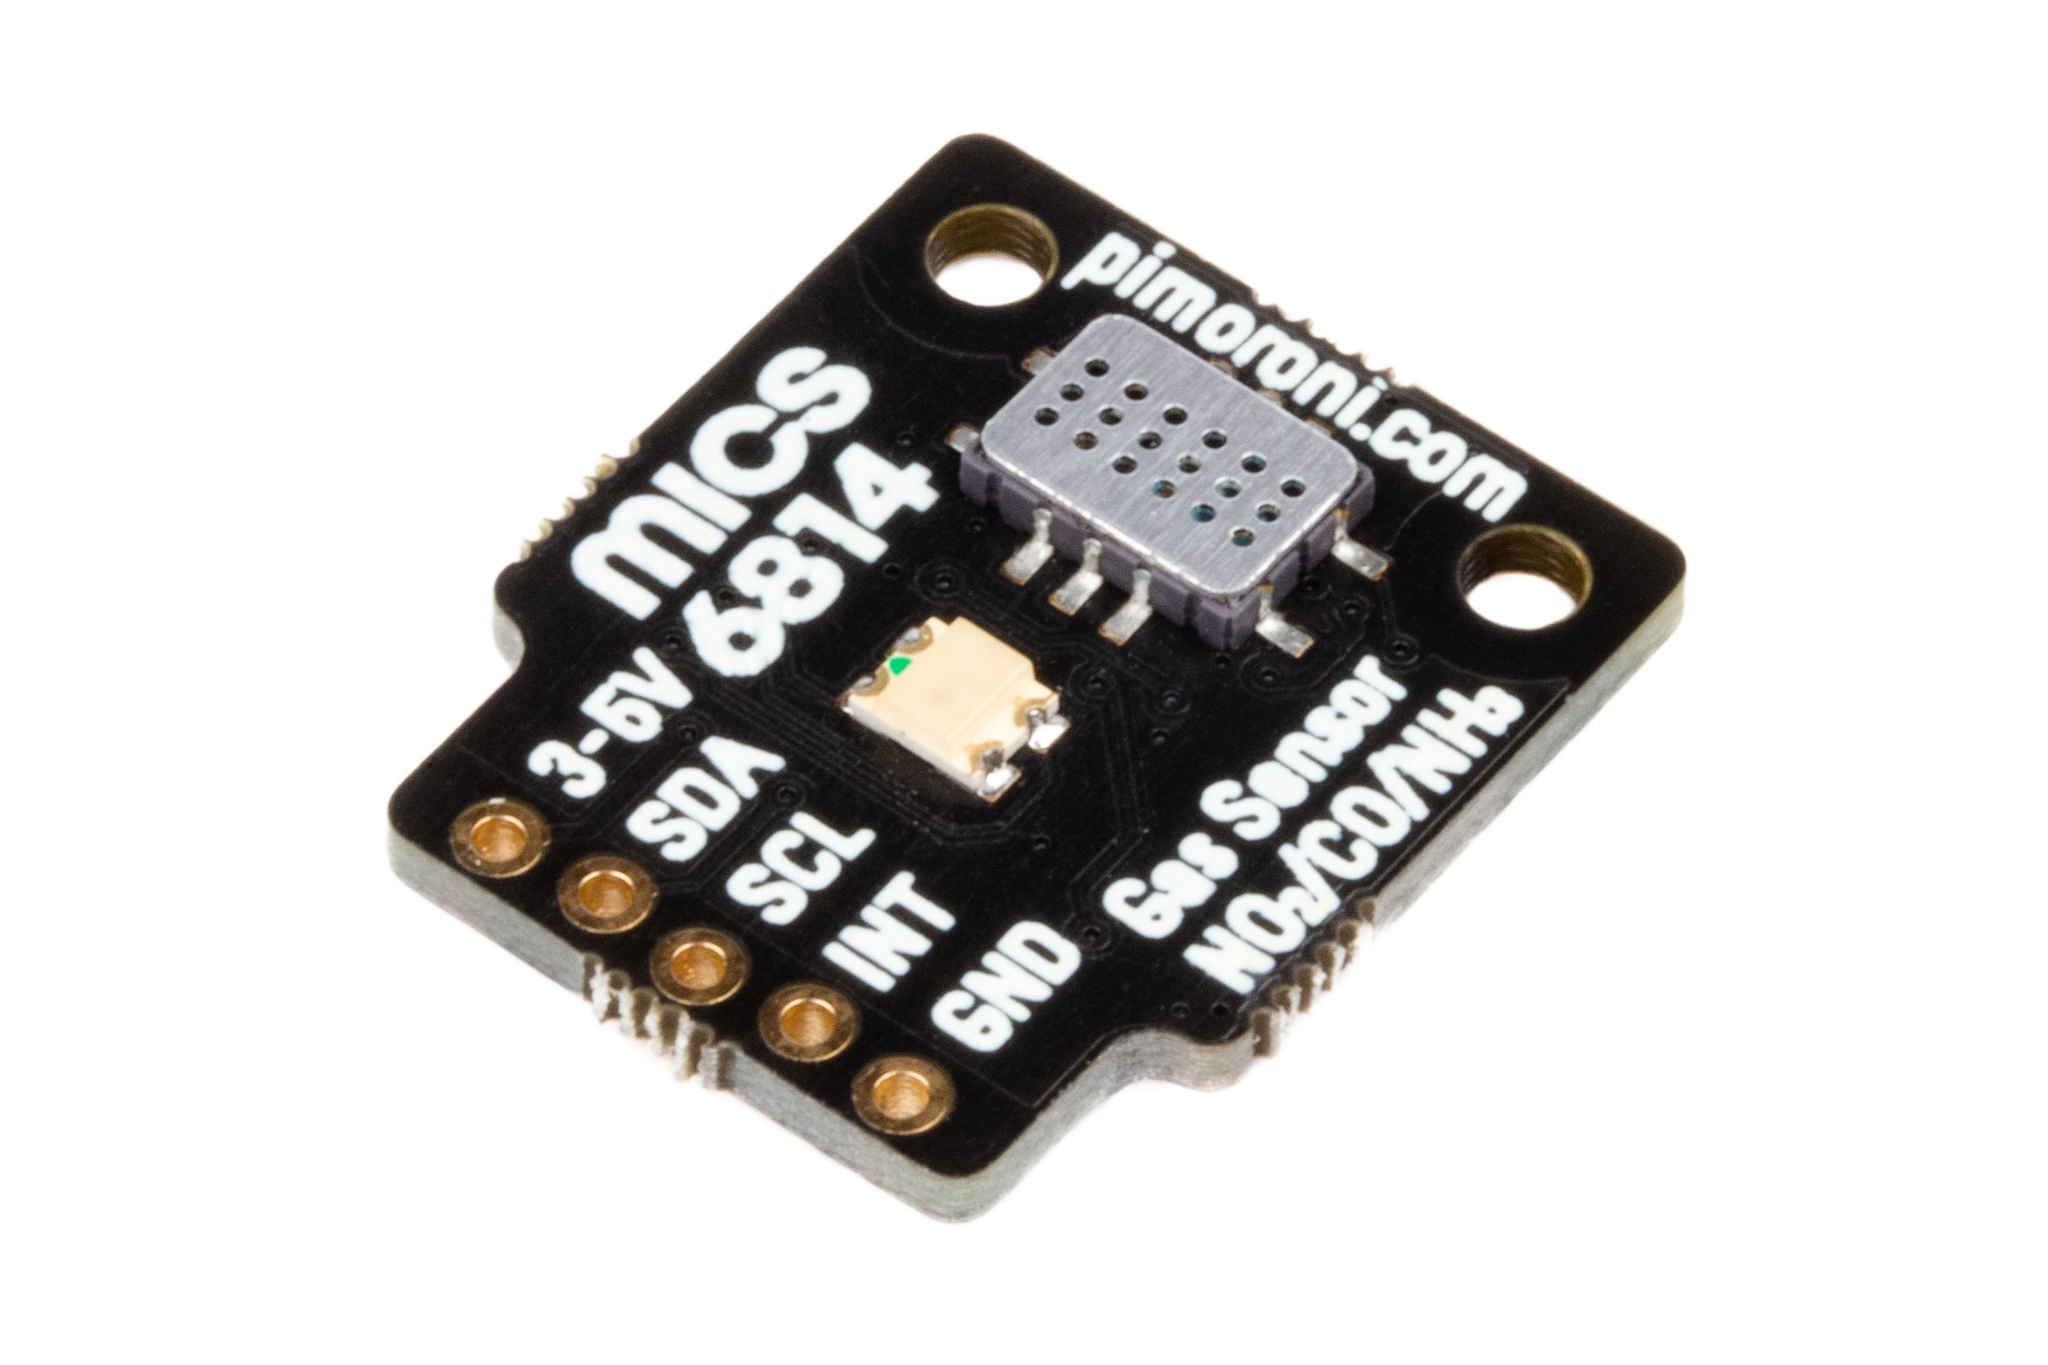 pimoroni.com
MICS
6814
3-5V
SDA
SCL
INT
GND
Gas Sensor
NO₂/CO/NH₃